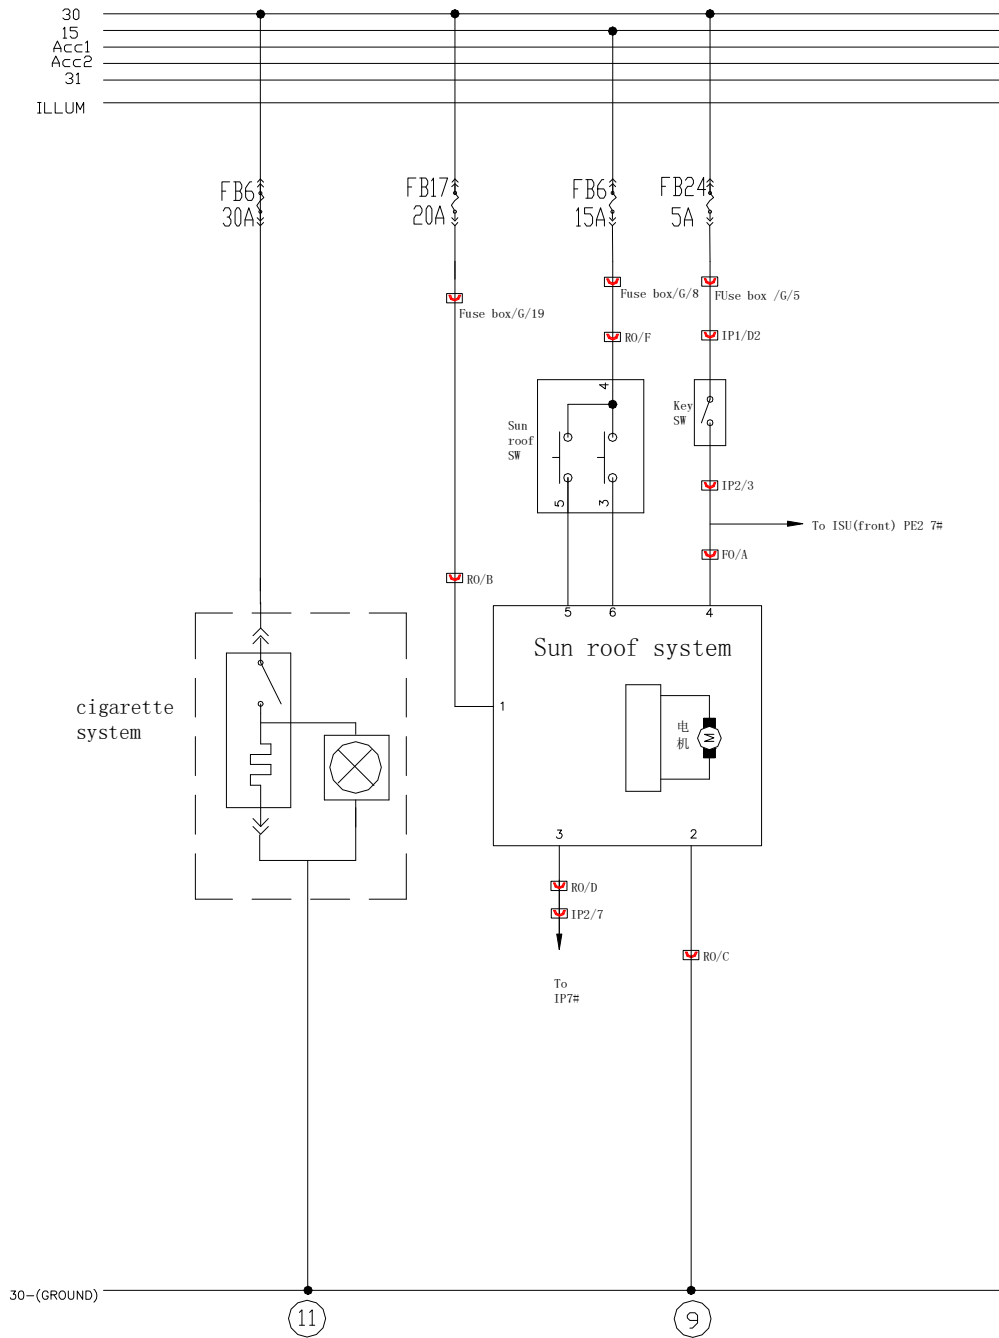 30
15
Acc1
Acc2
31
ILLUM
FB6
30A
FB17
20A
FB6
15A
FB24
5A
Fuse box/G/19
Fuse box/G/8
FUse box /G/5
RO/F
IP1/D2
4
Sun
roof
SW
Key
SW
5
3
IP2/3
To ISU(front) PE2 7#
FO/A
RO/B
5
6
4
Sun roof system
cigarette
system
1
电
机
M
3
2
RO/D
IP2/7
RO/C
To
IP7#
30-(GROUND)
11
9